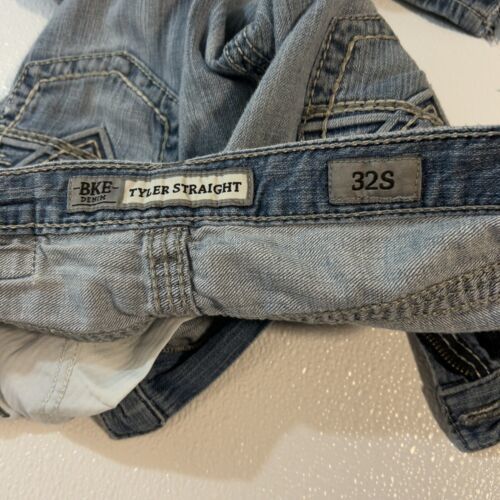 BKE
DENIM
TYLER STRAIGHT
32S